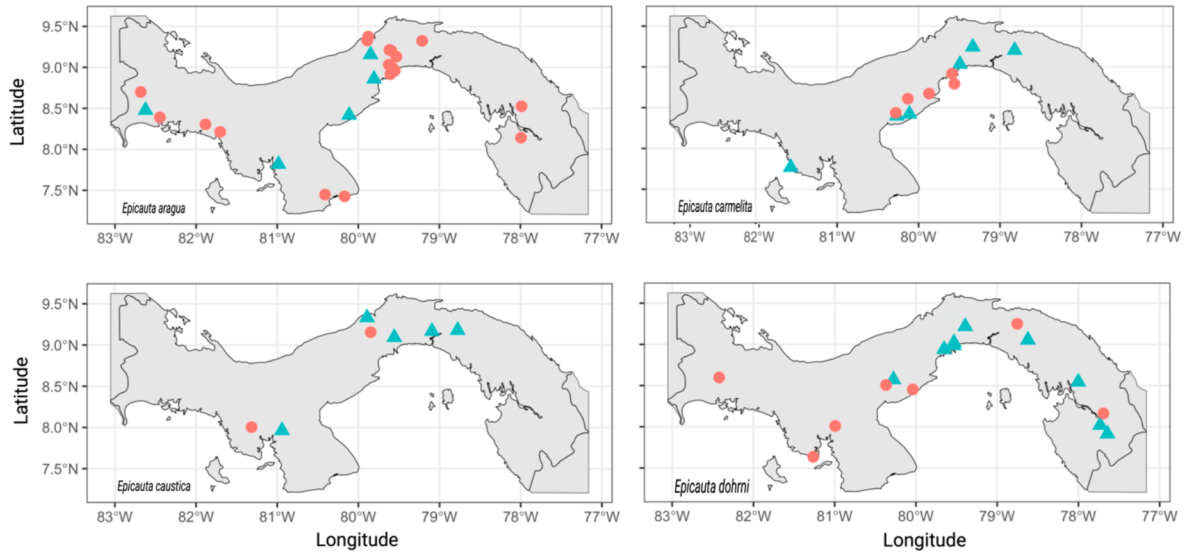 Latitude
9.5°N
9.0°N
8.5°N
8.0°N
7.5°N
Epicauta aragua
83°W 82°W 81°W 80°W 79°W 78°W 77°W
Epicauta carmelita
83°W 82°W 81°W 80°W 79°W 78°W 77°W
Latitude
9.5°N
9.0°N
8.5°N
8.0°N
7.5°N
Epicauta caustica
83°W 82°W 81°W 80°W 79°W 78°W 77°W
Longitude
Epicauta dohrni
83°W 82°W 81°W 80°W 79°W 78°W 77°W
Longitude